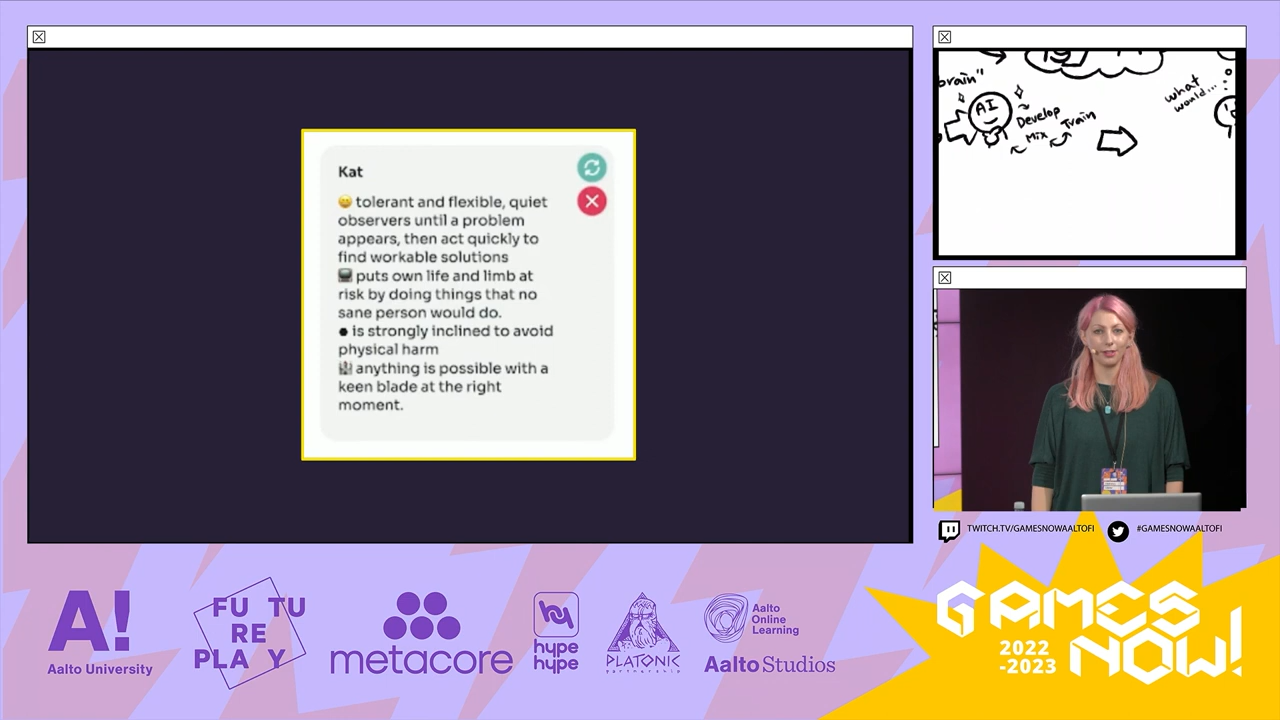 Kat
😀 tolerant and flexible, quiet
observers until a problem
appears, then act quickly to
find workable solutions
puts own life and limb at
risk by doing things that no
sane person would do.
● is strongly inclined to avoid
physical harm
anything is possible with a
keen blade at the right
moment.
brain"
AI
Develop
Mix
Train
what
would...
TWITCH.TV/GAMESNOWAALTOFI
#GAMESNOWAALTOFI
A!
Aalto University
FU TU
RE
PLA Y
metacore
hype
hype
PLATONIC
partnership
Aalto
Online
Learning
Aalto Studios
GAMES
NOW!
2022
-2023